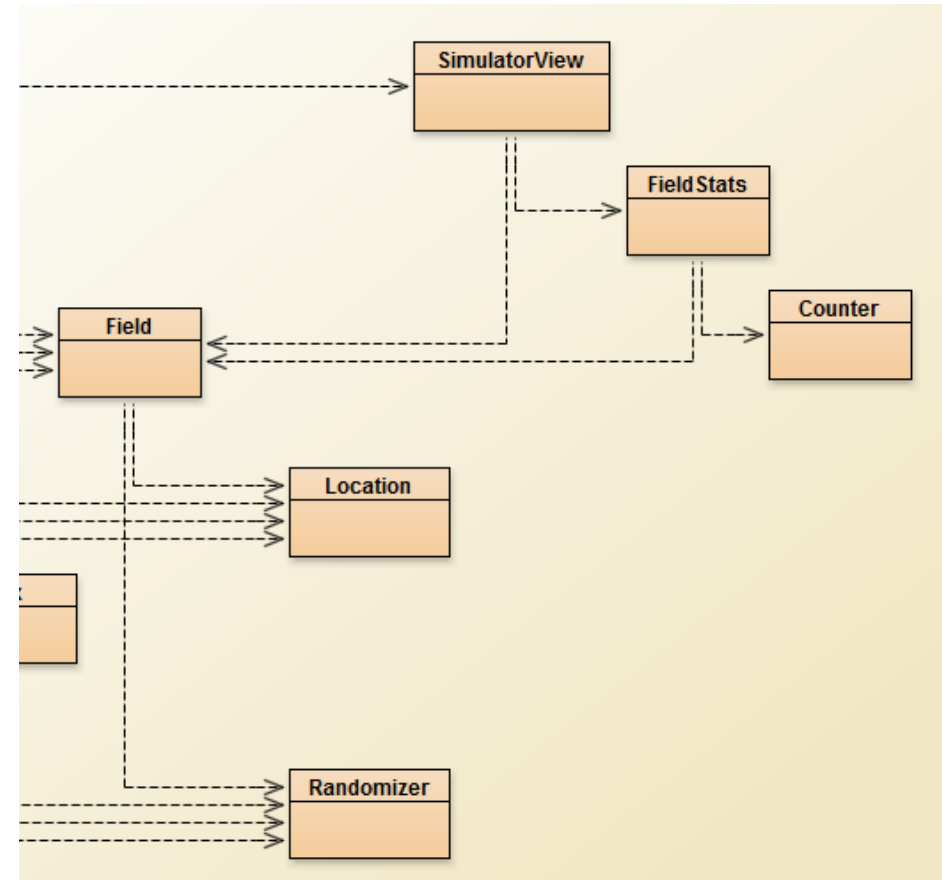 SimulatorView
FieldStats
Counter
Field
Location
Randomizer